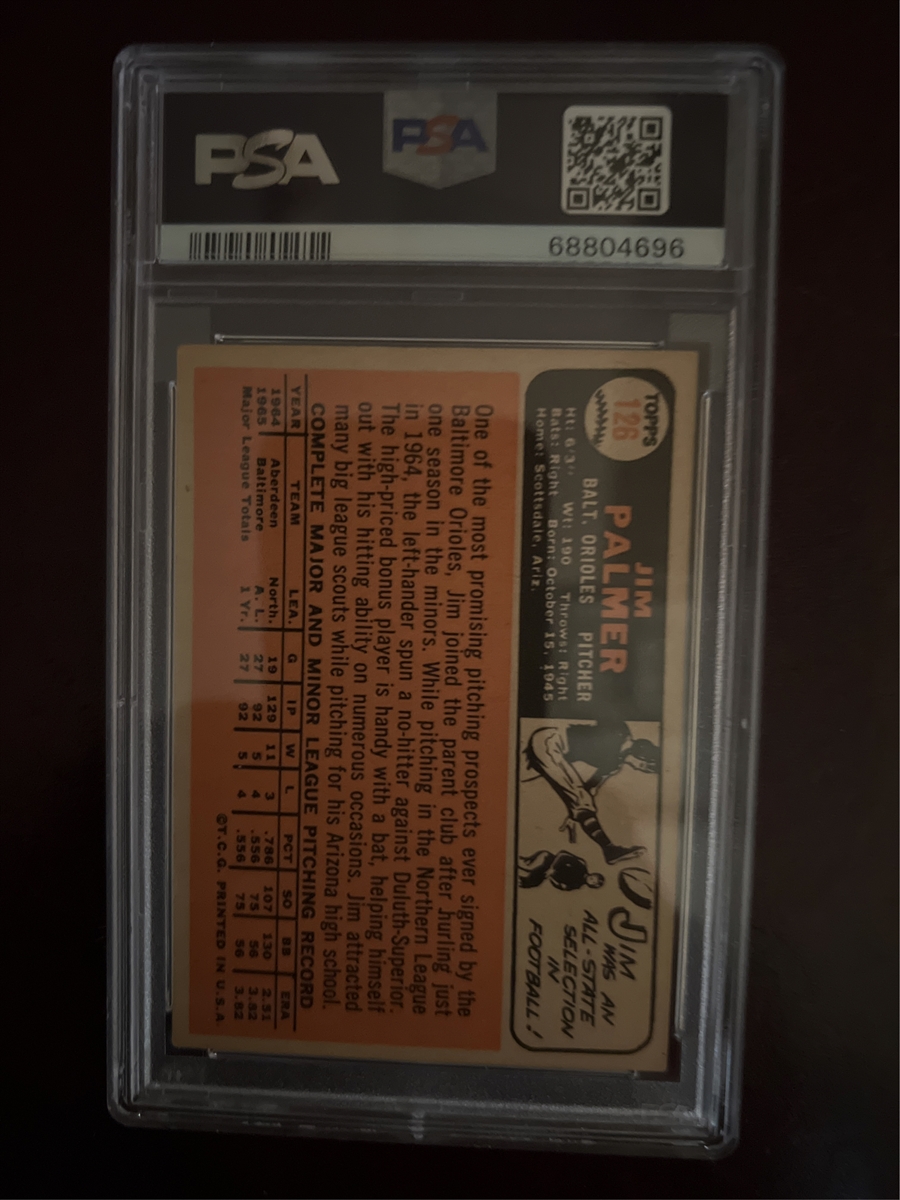 PSA
PSA
68804696
TOPPS
126
JIM
PALMER
BALT. ORIOLES PITCHER
Ht: 6'3" Wt: 190 Throws: Right
Bats: Right Born: October 15, 1945
Home: Scottsdale, Ariz.
JIM
WAS AN
ALL-STATE
SELECTION
IN
FOOTBALL!
One of the most promising pitching prospects ever signed by the
Baltimore Orioles, Jim joined the parent club after hurling just
one season in the minors. While pitching in the Northern League
in 1964, the left-hander spun a no-hitter against Duluth-Superior.
The high-priced bonus player is handy with a bat, helping himself
out with his hitting ability on numerous occasions. Jim attracted
many big league scouts while pitching for his Arizona high school.
COMPLETE MAJOR AND MINOR LEAGUE PITCHING RECORD
YEAR TEAM LEA. G IP W L PCT SO BB ERA
1964 Aberdeen North. 19 129 11 3 .786 107 130 2.51
1965 Baltimore A. L. 27 92 5 4 .556 75 56 3.82
Major League Totals 1 Yr. 27 92 5 4 .556 75 56 3.82
©T.C.G. PRINTED IN U.S.A.